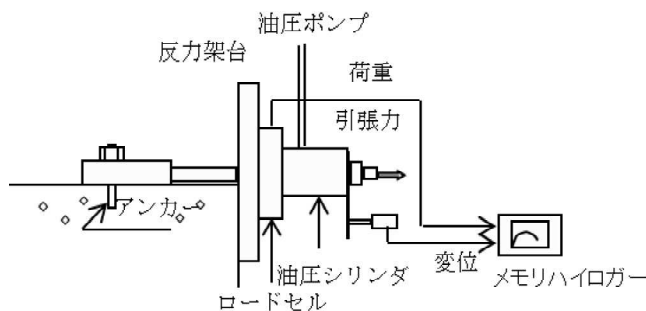 油圧ポンプ
反力架台
荷重
引張力
アンカー
変位
油圧シリンダ
メモリハイロガー
ロードセル